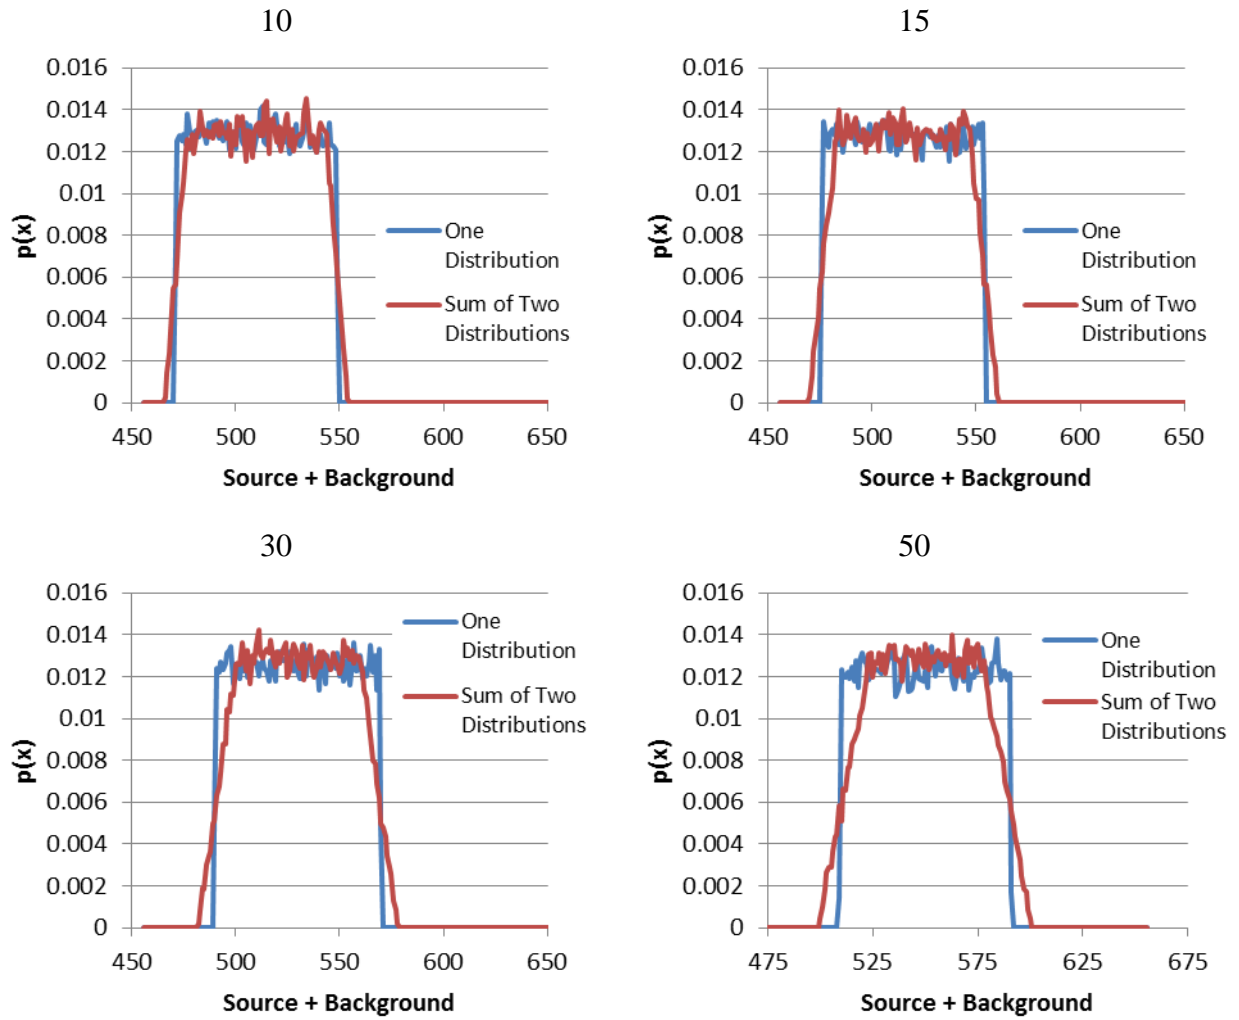 10
0.016
0.014
0.012
0.01
0.008
0.006
0.004
0.002
0
p(x)
450 500 550 600 650
Source + Background
One
Distribution
Sum of Two
Distributions
15
0.016
0.014
0.012
0.01
0.008
0.006
0.004
0.002
0
p(x)
450 500 550 600 650
Source + Background
One
Distribution
Sum of Two
Distributions
30
0.016
0.014
0.012
0.01
0.008
0.006
0.004
0.002
0
p(x)
450 500 550 600 650
Source + Background
One
Distribution
Sum of Two
Distributions
50
0.016
0.014
0.012
0.01
0.008
0.006
0.004
0.002
0
p(x)
475 525 575 625 675
Source + Background
One
Distribution
Sum of Two
Distributions